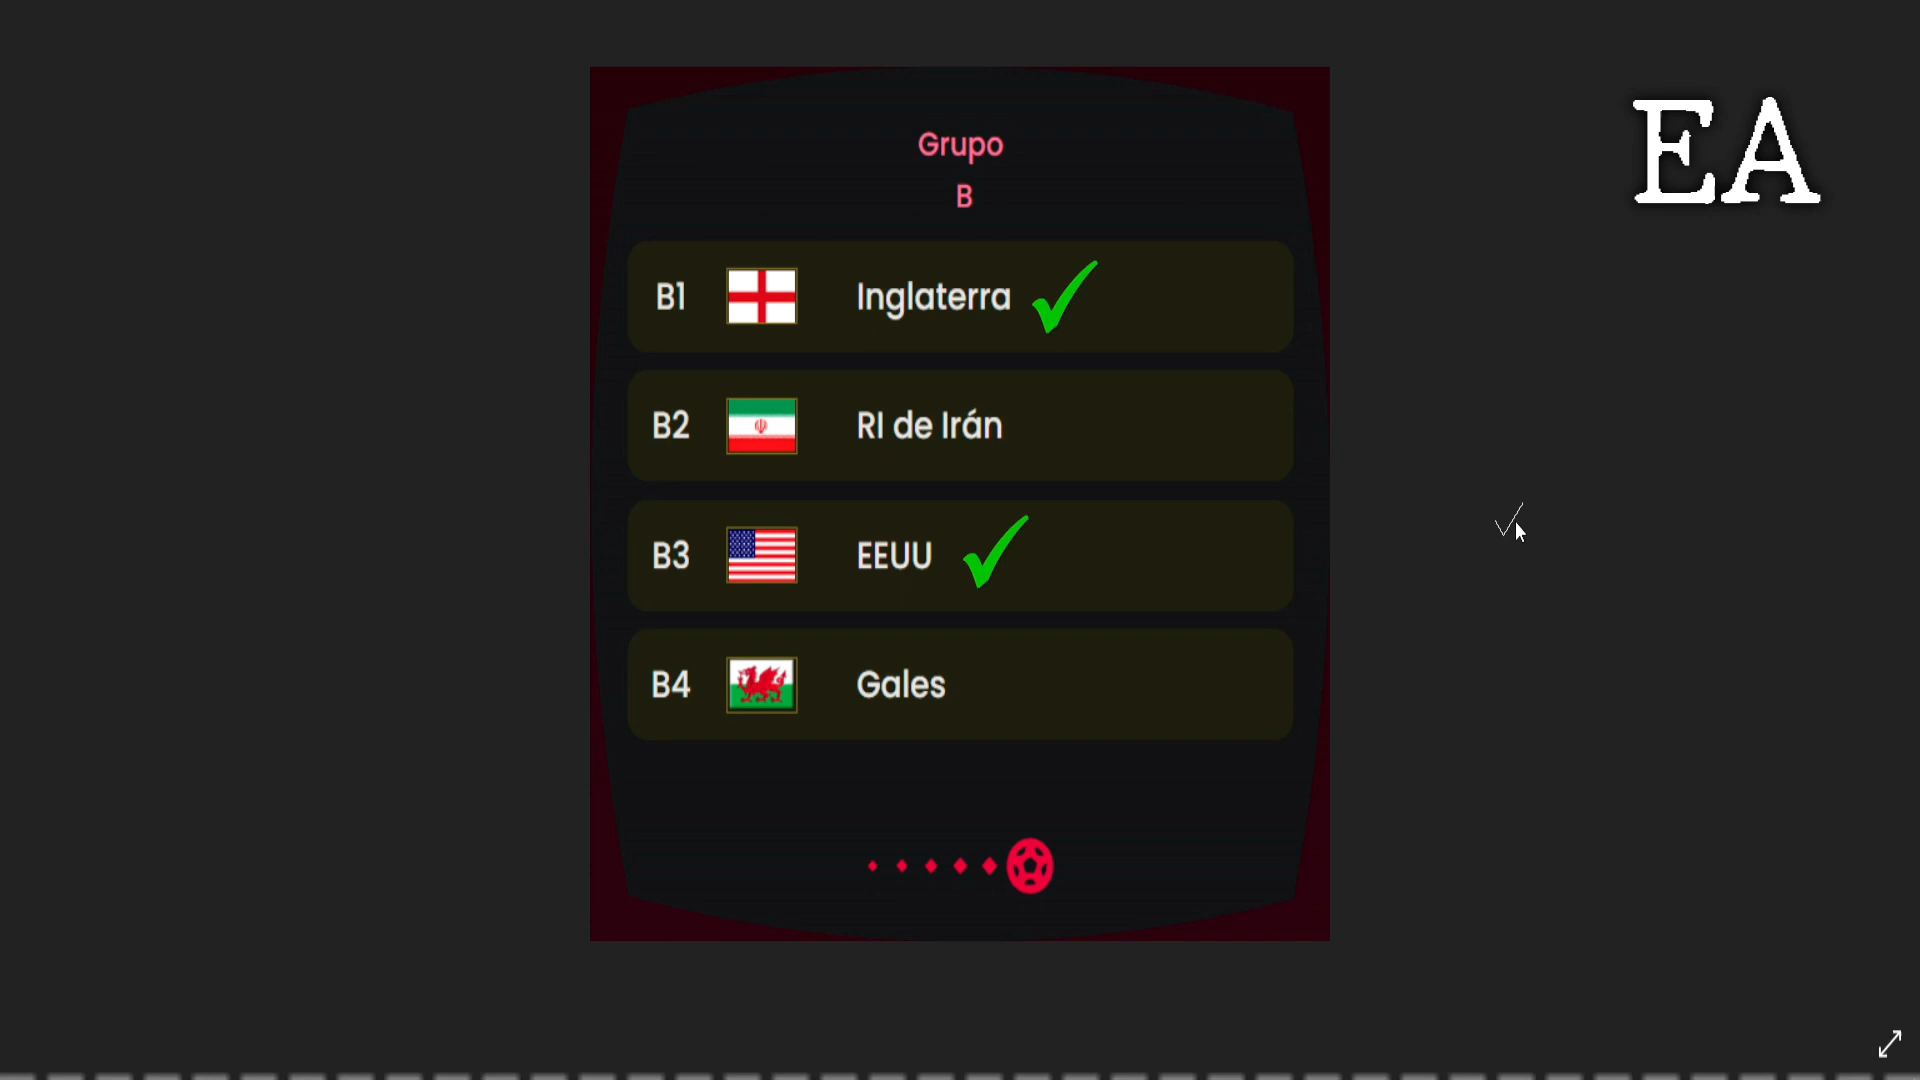 EA
Grupo
B
B1 Inglaterra
B2 RI de Irán
B3 EEUU
B4 Gales